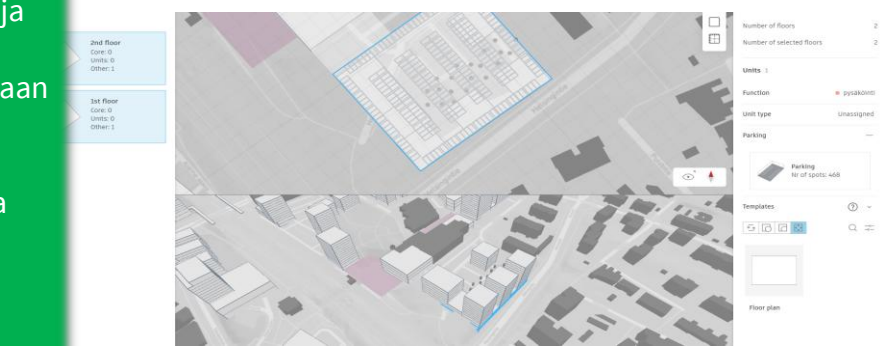 ja
aan
a
2nd floor
Core: 0
Units: 0
Other: 1
1st floor
Core: 0
Units: 0
Other: 1
Number of floors 2
Number of selected floors 2
Units
Function pysäköinti
Unit type Unassigned
Parking
Parking
Nr of spots: 468
Templates
Floor plan